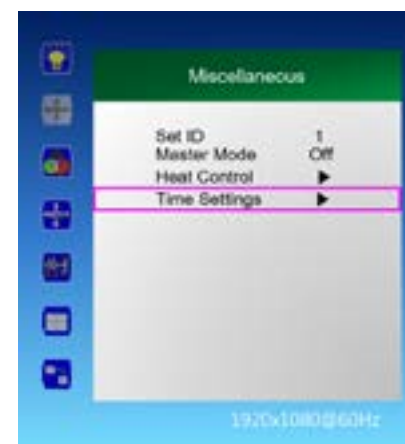 Miscellaneous
Set ID 1
Master Mode Off
Heat Control ▶
Time Settings ▶
1920x1080@60Hz